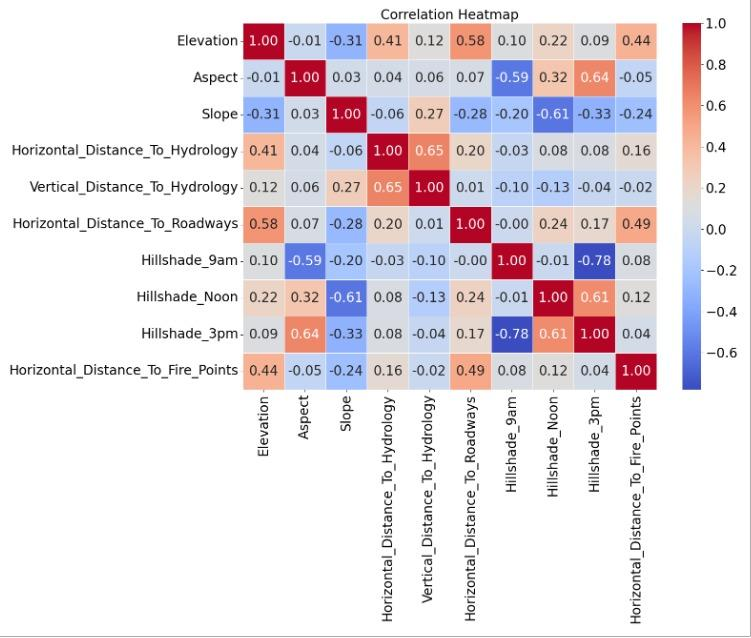 Correlation Heatmap
Elevation 1.00 -0.01 -0.31 0.41 0.12 0.58 0.10 0.22 0.09 0.44
Aspect -0.01 1.00 0.03 0.04 0.06 0.07 -0.59 0.32 0.64 -0.05
Slope -0.31 0.03 1.00 -0.06 0.27 -0.28 -0.20 -0.61 -0.33 -0.24
Horizontal_Distance_To_Hydrology 0.41 0.04 -0.06 1.00 0.65 0.20 -0.03 0.08 0.08 0.16
Vertical_Distance_To_Hydrology 0.12 0.06 0.27 0.65 1.00 0.01 -0.10 -0.13 -0.04 -0.02
Horizontal_Distance_To_Roadways 0.58 0.07 -0.28 0.20 0.01 1.00 -0.00 0.24 0.17 0.49
Hillshade_9am 0.10 -0.59 -0.20 -0.03 -0.10 -0.00 1.00 -0.01 -0.78 0.08
Hillshade_Noon 0.22 0.32 -0.61 0.08 -0.13 0.24 -0.01 1.00 0.61 0.12
Hillshade_3pm 0.09 0.64 -0.33 0.08 -0.04 0.17 -0.78 0.61 1.00 0.04
Horizontal_Distance_To_Fire_Points 0.44 -0.05 -0.24 0.16 -0.02 0.49 0.08 0.12 0.04 1.00
Elevation
Aspect
Slope
Horizontal_Distance_To_Hydrology
Vertical_Distance_To_Hydrology
Horizontal_Distance_To_Roadways
Hillshade_9am
Hillshade_Noon
Hillshade_3pm
Horizontal_Distance_To_Fire_Points
1.0
0.8
0.6
0.4
0.2
0.0
−0.2
−0.4
−0.6